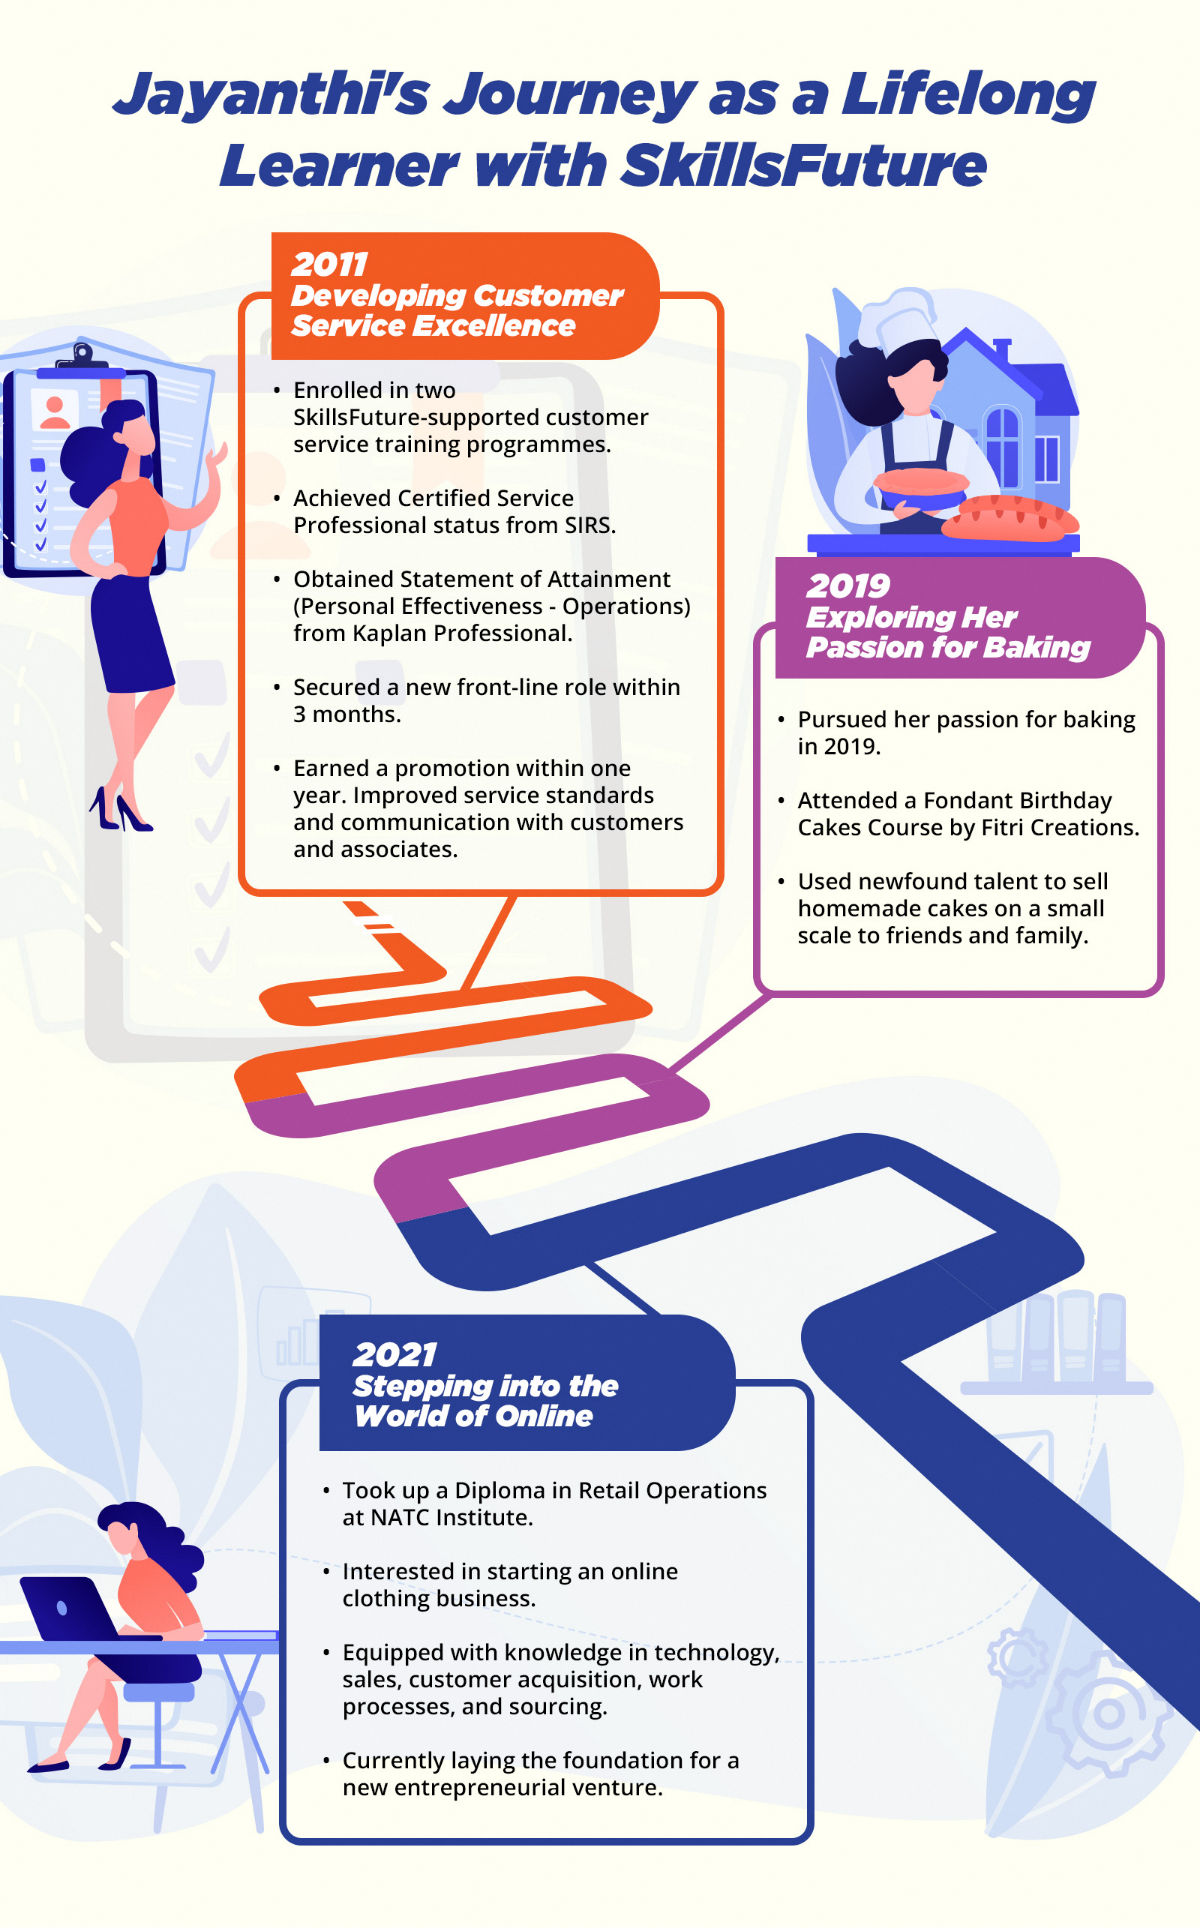 Jayanthi's Journey as a Lifelong
Learner with SkillsFuture
2011
Developing Customer
Service Excellence
• Enrolled in two
SkillsFuture-supported customer
service training programmes.
• Achieved Certified Service
Professional status from SIRS.
• Obtained Statement of Attainment
(Personal Effectiveness - Operations)
from Kaplan Professional.
• Secured a new front-line role within
3 months.
• Earned a promotion within one
year. Improved service standards
and communication with customers
and associates.
2019
Exploring Her
Passion for Baking
• Pursued her passion for baking
in 2019.
• Attended a Fondant Birthday
Cakes Course by Fitri Creations.
• Used newfound talent to sell
homemade cakes on a small
scale to friends and family.
2021
Stepping into the
World of Online
• Took up a Diploma in Retail Operations
at NATC Institute.
• Interested in starting an online
clothing business.
• Equipped with knowledge in technology,
sales, customer acquisition, work
processes, and sourcing.
• Currently laying the foundation for a
new entrepreneurial venture.